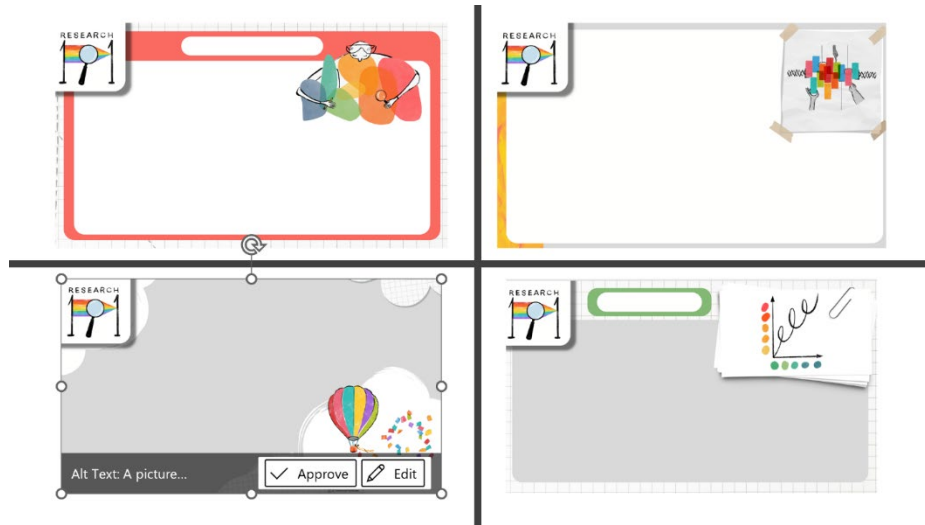 RESEARCH
RESEARCH
RESEARCH
Alt Text: A picture...
Approve
Edit
RESEARCH